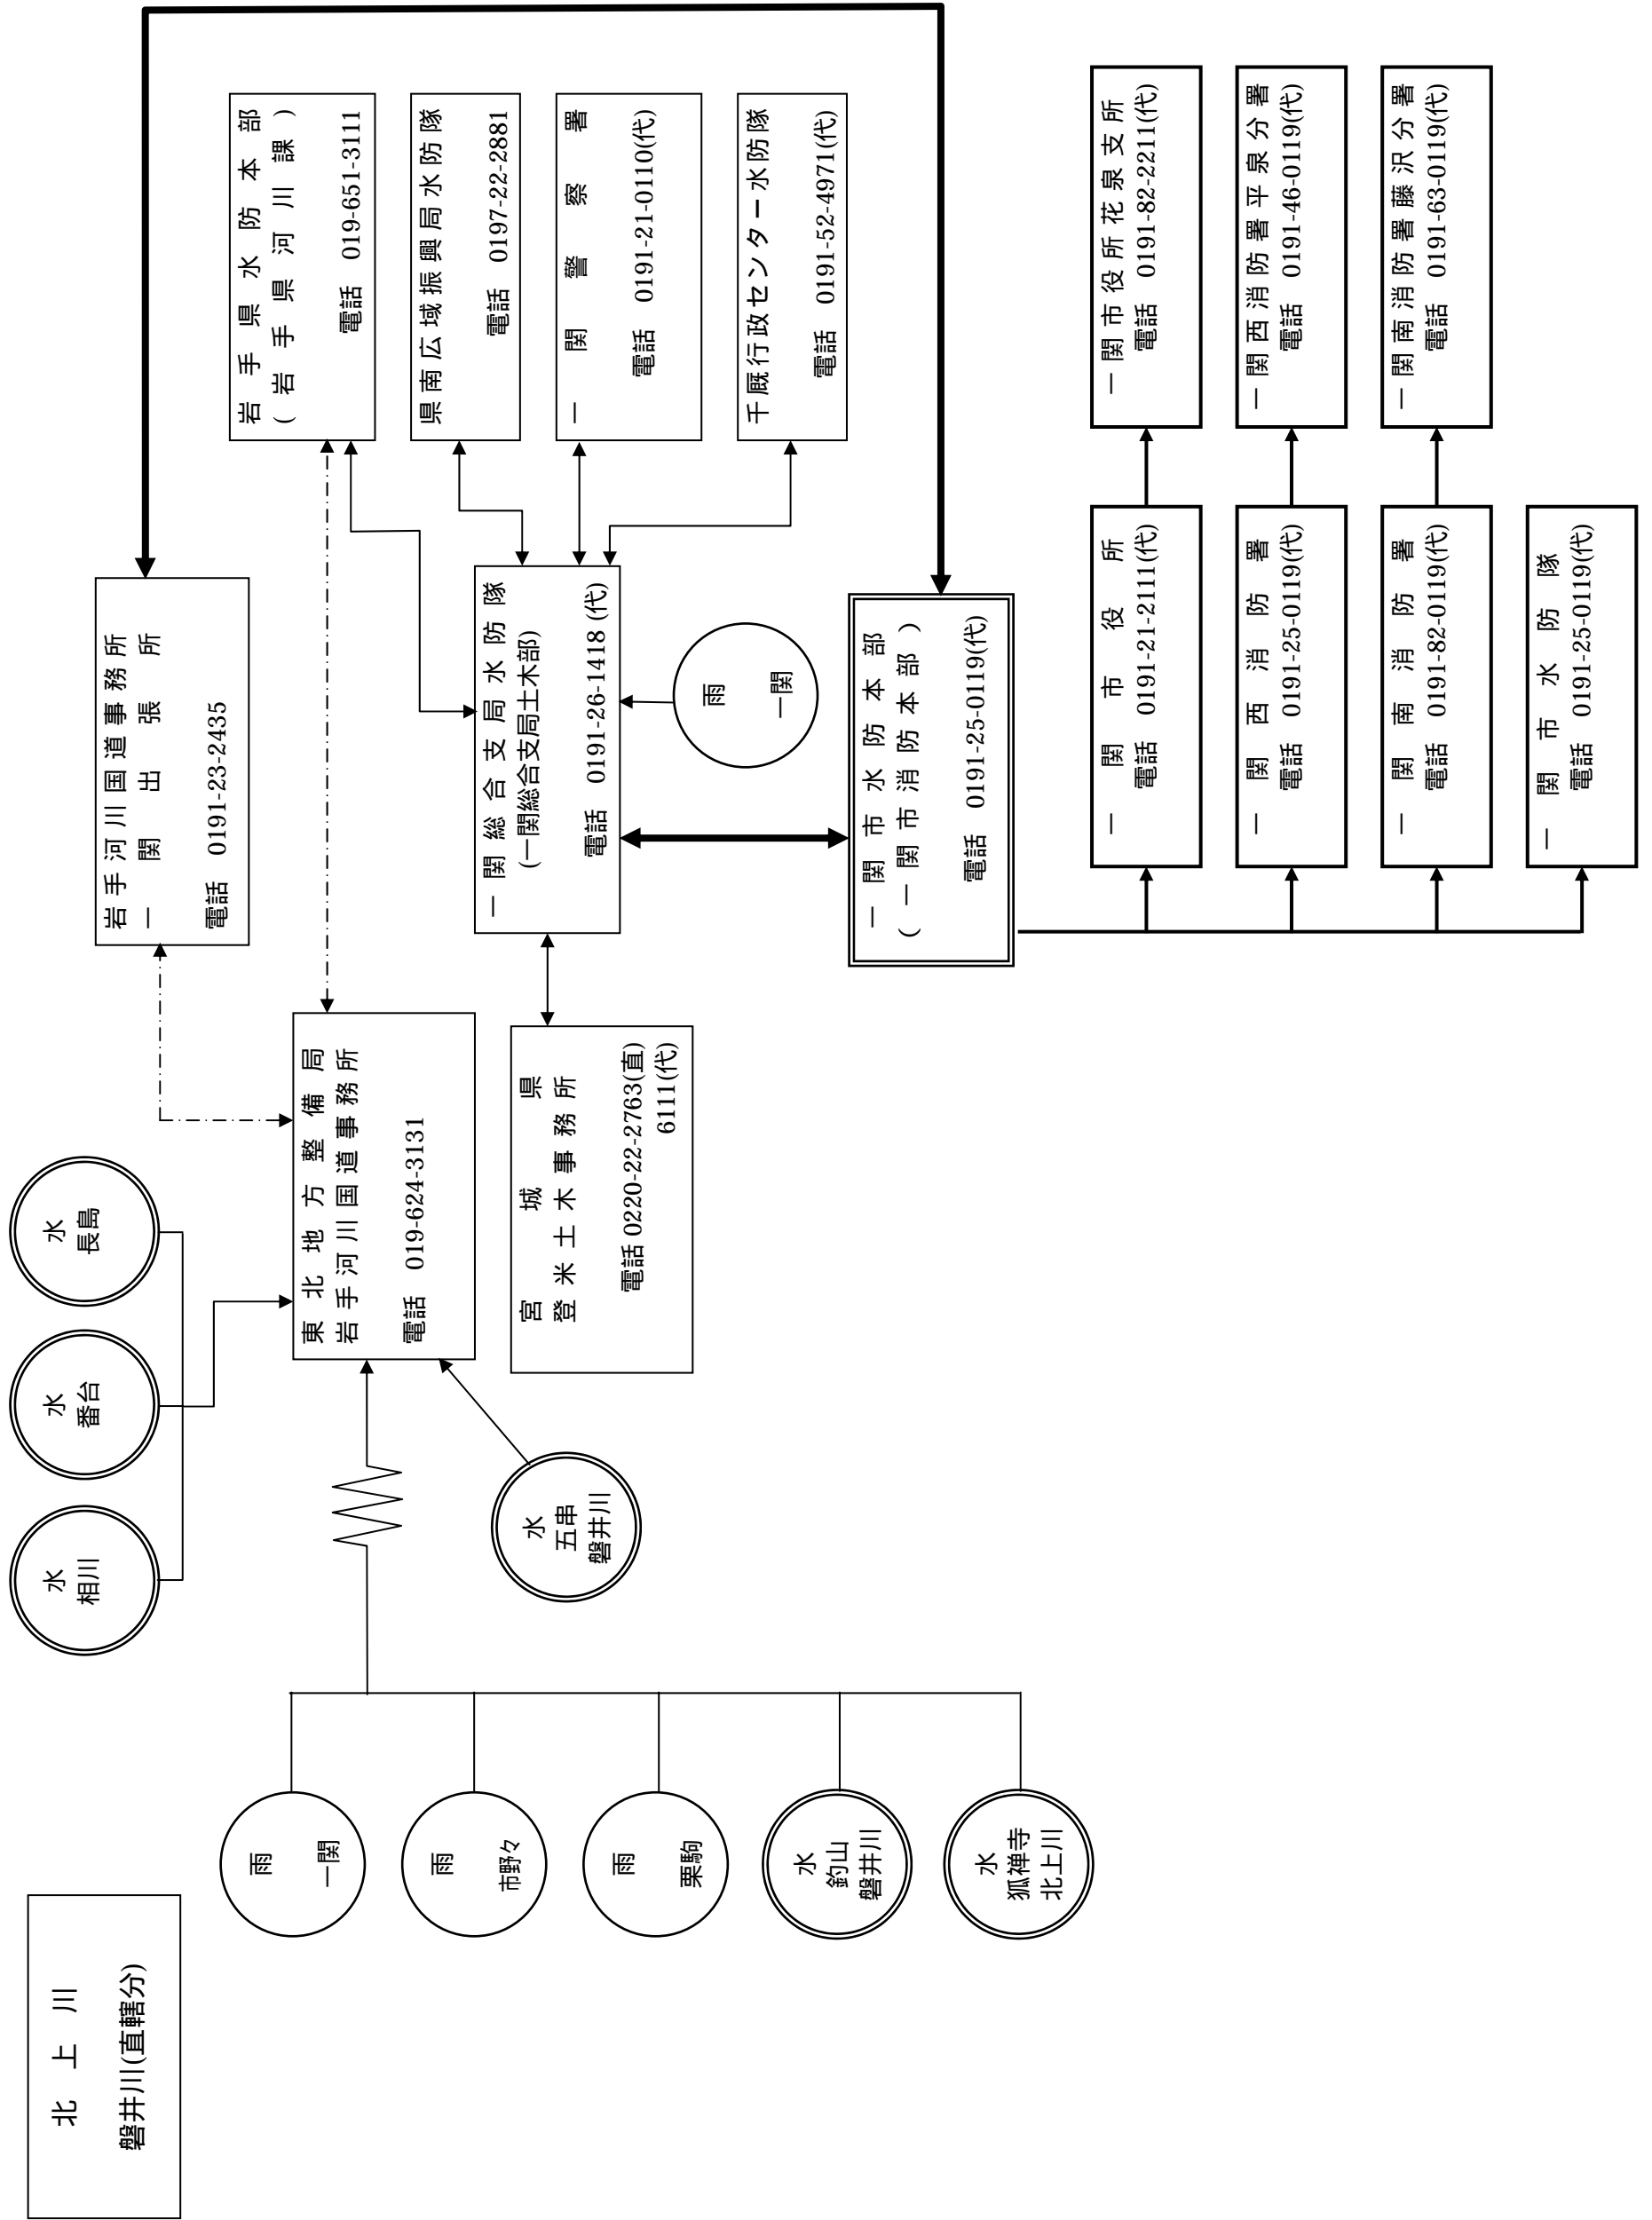 北上川
磐井川(直轄分)
水
相川
水
番台
水
長島
雨
一関
雨
市野々
雨
栗駒
水
釣山
磐井川
水
狐禅寺
北上川
水
五串
磐井川
東北地方整備局
岩手河川国道事務所
電話 019-624-3131
宮城県
登米土木事務所
電話 0220-22-2763(直)
6111(代)
岩手河川国道事務所
一関出張所
電話 0191-23-2435
一関総合支局水防隊
(一関総合支局土木部)
電話 0191-26-1418 (代)
雨
一関
一関市水防本部
(一関市消防本部)
電話 0191-25-0119(代)
岩手県水防本部
(岩手県河川課)
電話 019-651-3111
県南広域振興局水防隊
電話 0197-22-2881
一関警察署
電話 0191-21-0110(代)
千厩行政センター水防隊
電話 0191-52-4971(代)
一関市役所
電話 0191-21-2111(代)
一関西消防署
電話 0191-25-0119(代)
一関南消防署
電話 0191-82-0119(代)
一関市水防隊
電話 0191-25-0119(代)
一関市役所花泉支所
電話 0191-82-2211(代)
一関西消防署平泉分署
電話 0191-46-0119(代)
一関南消防署藤沢分署
電話 0191-63-0119(代)